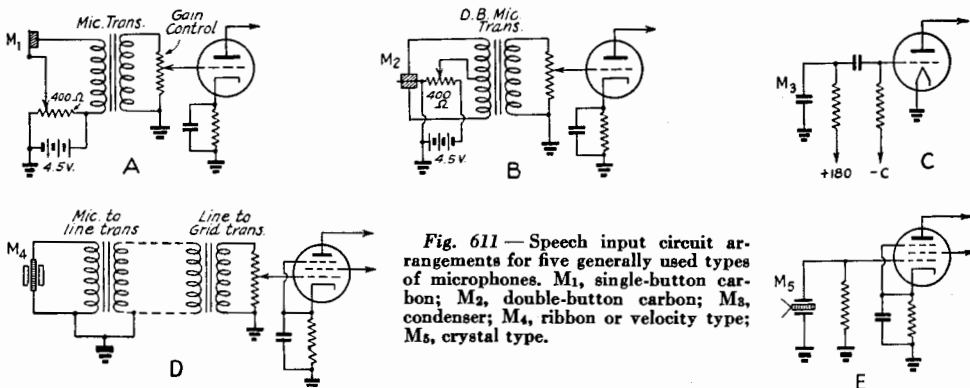 Mic. Trans.
Gain
Control
M1
400 Ω
4.5V.
A
D.B. Mic.
Trans.
M2
400
Ω
4.5V.
B
M3
+180
-C
C
Mic. to
line trans
Line to
Grid trans.
M4
D
Fig. 611 — Speech input circuit ar-
rangements for five generally used types
of microphones. M1, single-button car-
bon; M2, double-button carbon; M3,
condenser; M4, ribbon or velocity type;
M5, crystal type.
M5
E